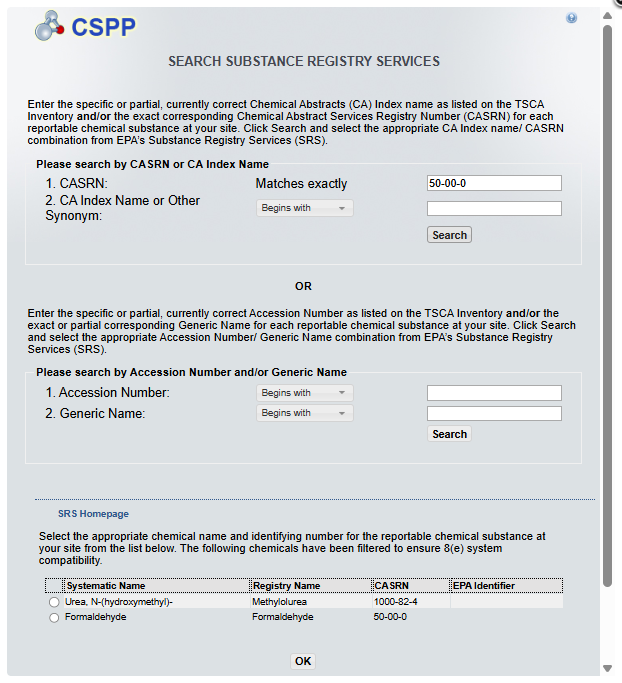 CSPP
?
SEARCH SUBSTANCE REGISTRY SERVICES
Enter the specific or partial, currently correct Chemical Abstracts (CA) Index name as listed on the TSCA
Inventory and/or the exact corresponding Chemical Abstract Services Registry Number (CASRN) for each
reportable chemical substance at your site. Click Search and select the appropriate CA Index name/ CASRN
combination from EPA's Substance Registry Services (SRS).
Please search by CASRN or CA Index Name
1. CASRN: Matches exactly 50-00-0
2. CA Index Name or Other
Synonym: Begins with
Search
OR
Enter the specific or partial, currently correct Accession Number as listed on the TSCA Inventory and/or the
exact or partial corresponding Generic Name for each reportable chemical substance at your site. Click Search
and select the appropriate Accession Number/ Generic Name combination from EPA's Substance Registry
Services (SRS).
Please search by Accession Number and/or Generic Name
1. Accession Number: Begins with
2. Generic Name: Begins with
Search
SRS Homepage
Select the appropriate chemical name and identifying number for the reportable chemical substance at
your site from the list below. The following chemicals have been filtered to ensure 8(e) system
compatibility.
Systematic Name Registry Name CASRN EPA Identifier
Urea, N-(hydroxymethyl)- Methylolurea 1000-82-4
Formaldehyde Formaldehyde 50-00-0
OK